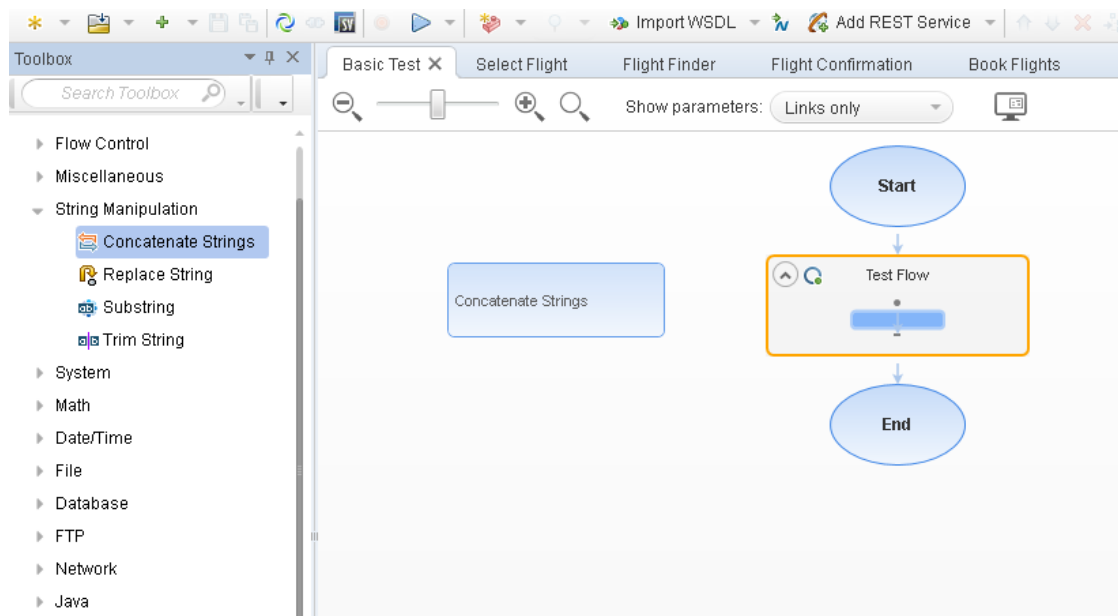 SV
Import WSDL
Add REST Service
Toolbox
Search Toolbox
Flow Control
Miscellaneous
String Manipulation
Concatenate Strings
Replace String
Substring
Trim String
System
Math
Date/Time
File
Database
FTP
Network
Java
Basic Test
Select Flight
Flight Finder
Flight Confirmation
Book Flights
Show parameters:
Links only
Start
Concatenate Strings
Test Flow
End